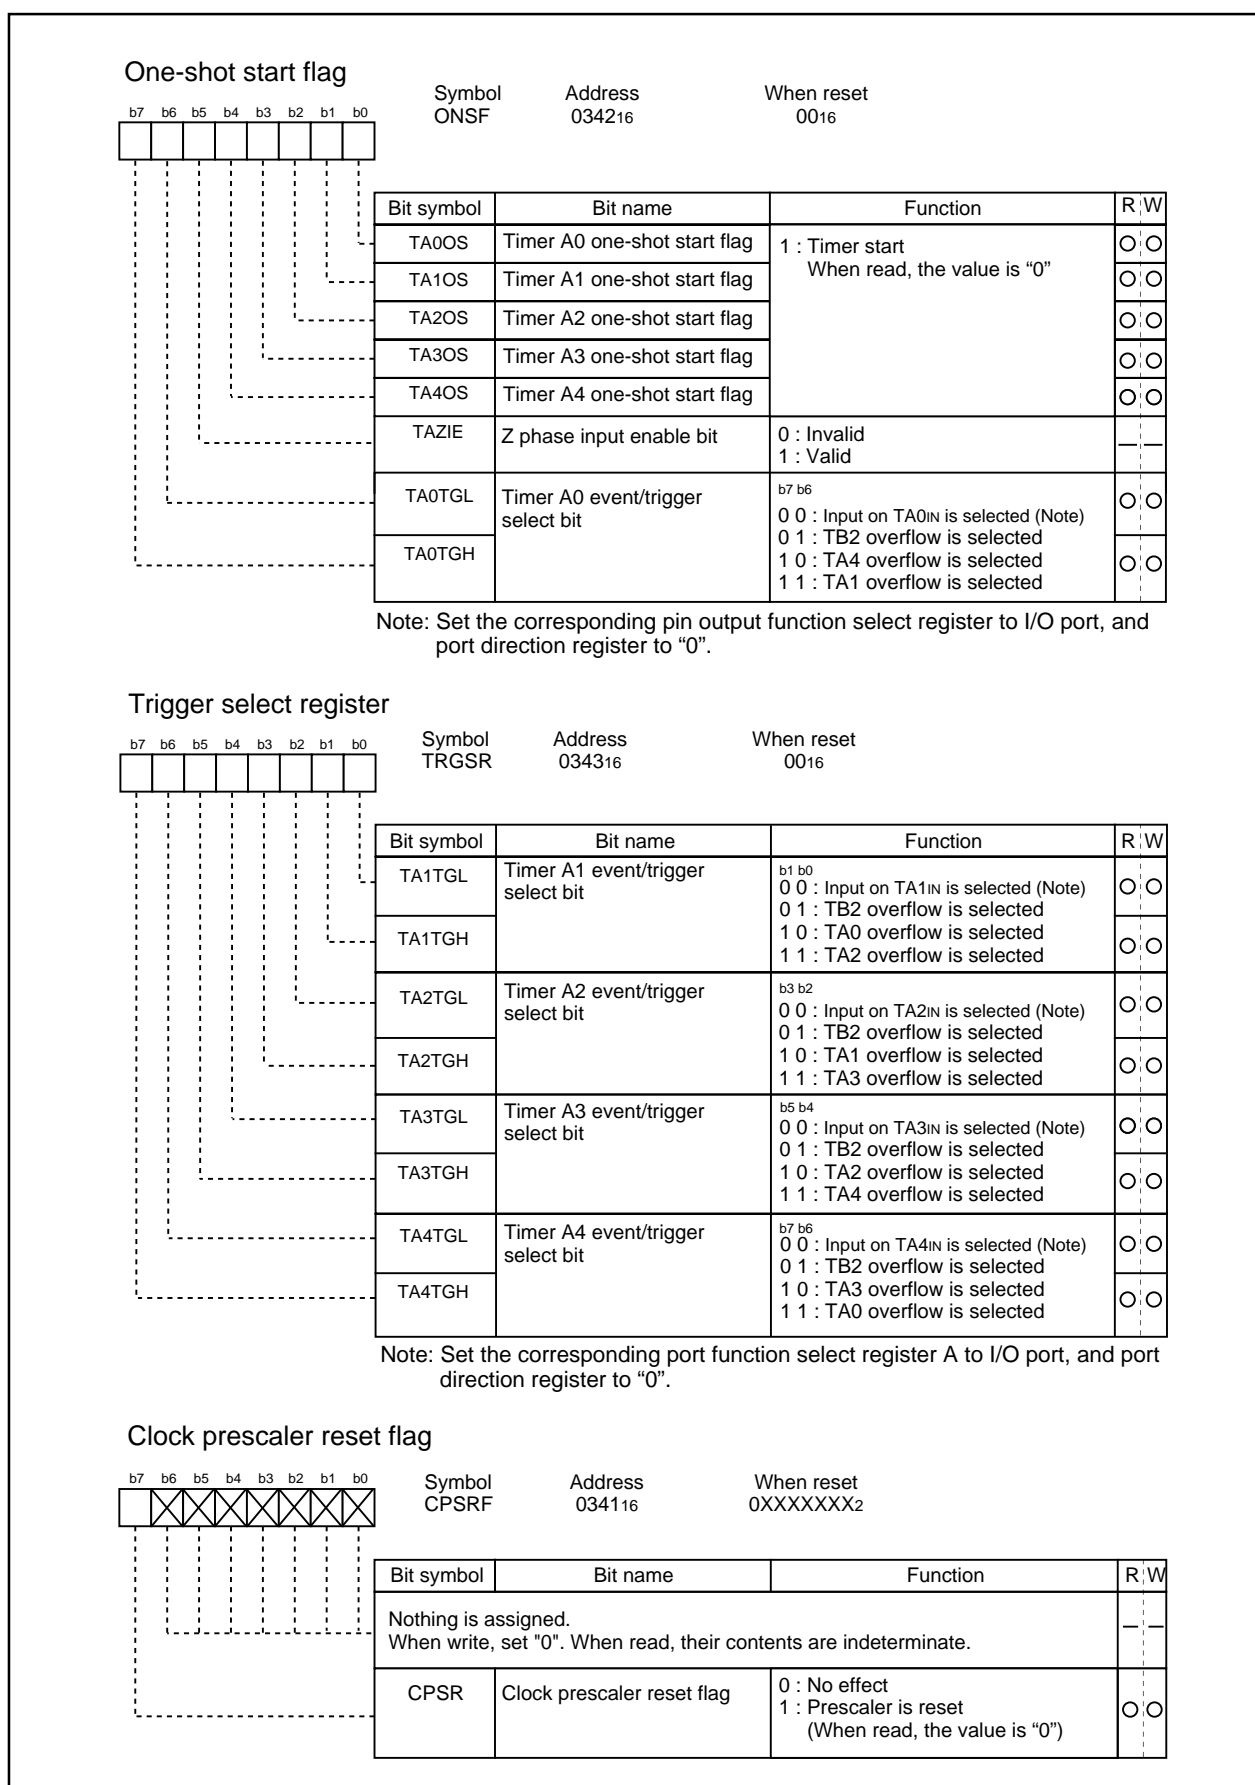 One-shot start flag
Symbol Address When reset
b7 b6 b5 b4 b3 b2 b1 b0
ONSF 034216 0016
Bit symbol Bit name Function R W
TA0OS Timer A0 one-shot start flag 1 : Timer start
When read, the value is “0”
TA1OS Timer A1 one-shot start flag
TA2OS Timer A2 one-shot start flag
TA3OS Timer A3 one-shot start flag
TA4OS Timer A4 one-shot start flag
TAZIE Z phase input enable bit 0 : Invalid
1 : Valid
TA0TGL Timer A0 event/trigger
select bit
b7 b6
0 0 : Input on TA0IN is selected (Note)
0 1 : TB2 overflow is selected
TA0TGH 1 0 : TA4 overflow is selected
1 1 : TA1 overflow is selected
Note: Set the corresponding pin output function select register to I/O port, and
port direction register to “0”.
Trigger select register
Symbol Address When reset
b7 b6 b5 b4 b3 b2 b1 b0
TRGSR 034316 0016
Bit symbol Bit name Function R W
TA1TGL Timer A1 event/trigger
select bit
b1 b0
0 0 : Input on TA1IN is selected (Note)
0 1 : TB2 overflow is selected
TA1TGH 1 0 : TA0 overflow is selected
1 1 : TA2 overflow is selected
TA2TGL Timer A2 event/trigger
select bit
b3 b2
0 0 : Input on TA2IN is selected (Note)
0 1 : TB2 overflow is selected
TA2TGH 1 0 : TA1 overflow is selected
1 1 : TA3 overflow is selected
TA3TGL Timer A3 event/trigger
select bit
b5 b4
0 0 : Input on TA3IN is selected (Note)
0 1 : TB2 overflow is selected
TA3TGH 1 0 : TA2 overflow is selected
1 1 : TA4 overflow is selected
TA4TGL Timer A4 event/trigger
select bit
b7 b6
0 0 : Input on TA4IN is selected (Note)
0 1 : TB2 overflow is selected
TA4TGH 1 0 : TA3 overflow is selected
1 1 : TA0 overflow is selected
Note: Set the corresponding port function select register A to I/O port, and port
direction register to “0”.
Clock prescaler reset flag
b7 b6 b5 b4 b3 b2 b1 b0
Symbol Address When reset
CPSRF 034116 0XXXXXXX2
Bit symbol Bit name Function R W
Nothing is assigned.
When write, set "0". When read, their contents are indeterminate.
CPSR Clock prescaler reset flag 0 : No effect
1 : Prescaler is reset
(When read, the value is “0”)